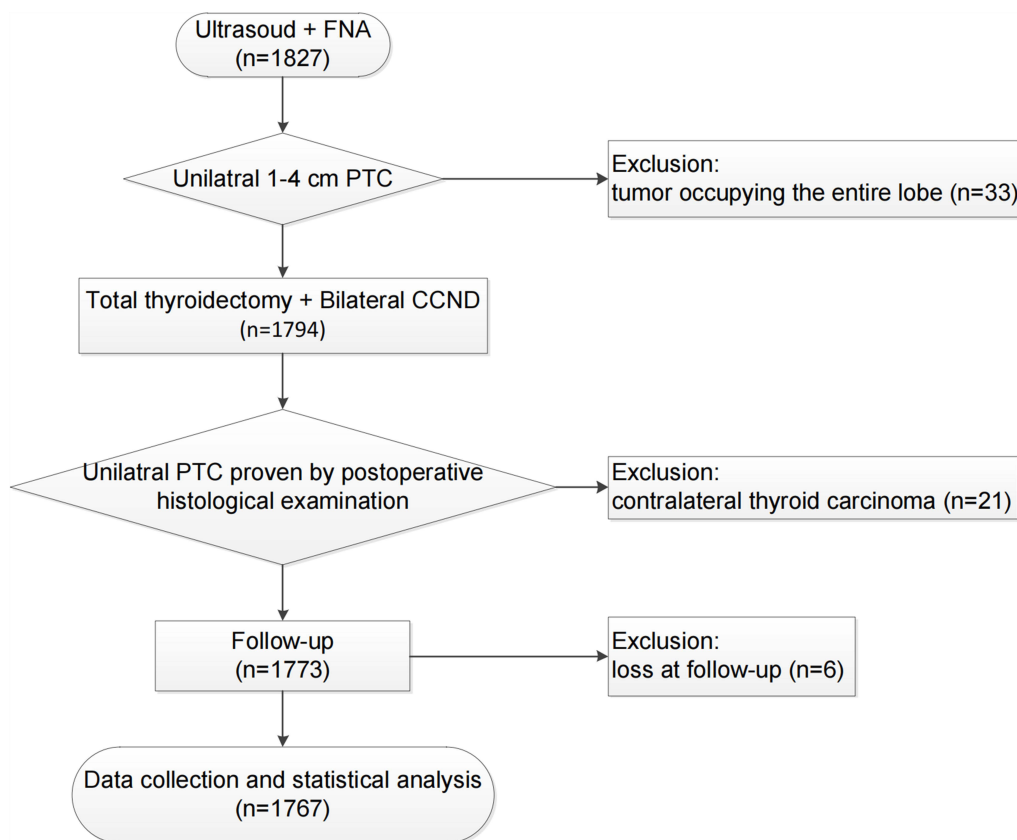 Ultrasoud + FNA
(n=1827)
Unilatral 1-4 cm PTC
Exclusion:
tumor occupying the entire lobe (n=33)
Total thyroidectomy + Bilateral CCND
(n=1794)
Unilatral PTC proven by postoperative
histological examination
Exclusion:
contralateral thyroid carcinoma (n=21)
Follow-up
(n=1773)
Exclusion:
loss at follow-up (n=6)
Data collection and statistical analysis
(n=1767)